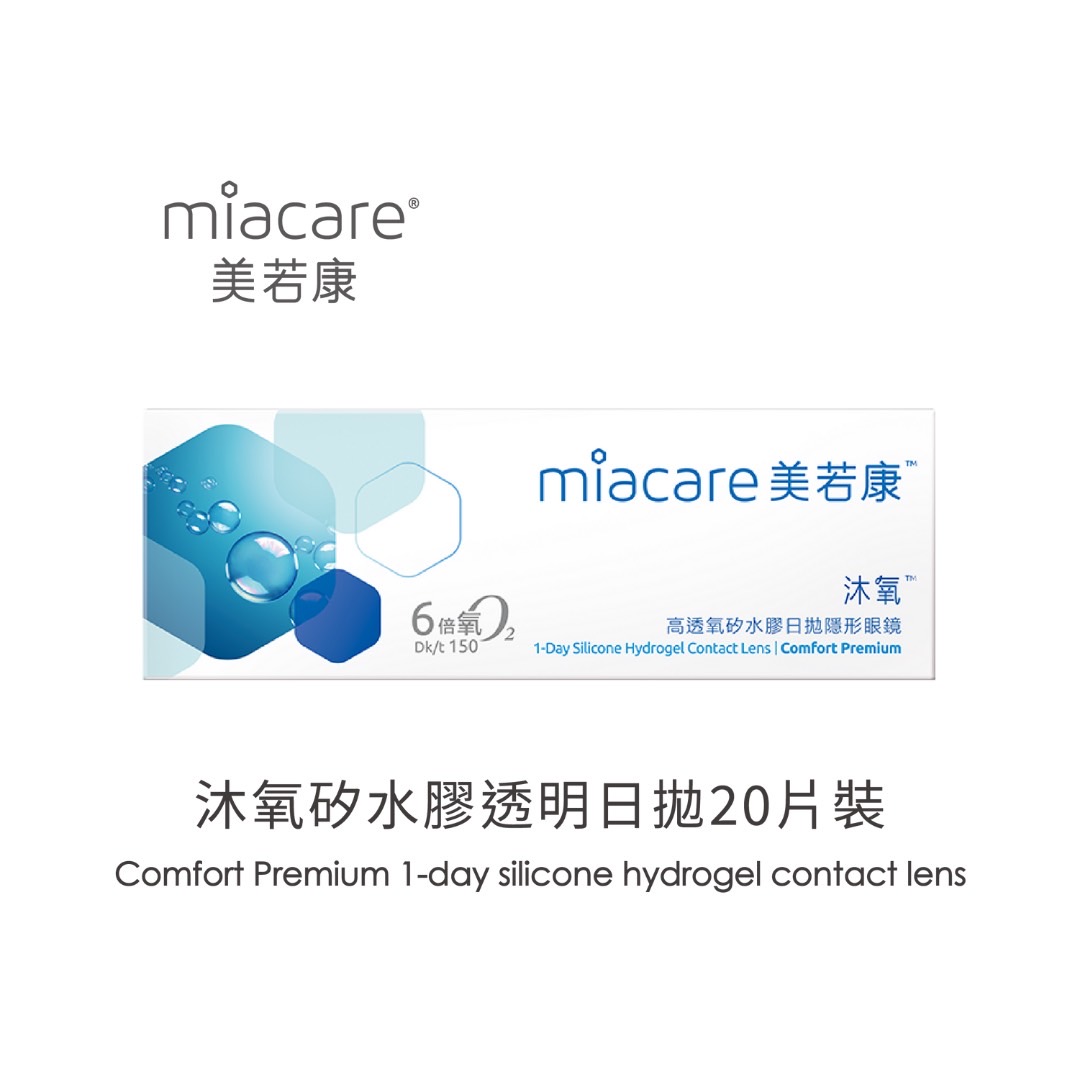 miacare®
美若康
miacare美若康™
沐氧™
6倍氧O₂
Dk/t 150
高透氧矽水膠日拋隱形眼鏡
1-Day Silicone Hydrogel Contact Lens | Comfort Premium
沐氧矽水膠透明日拋20片裝
Comfort Premium 1-day silicone hydrogel contact lens